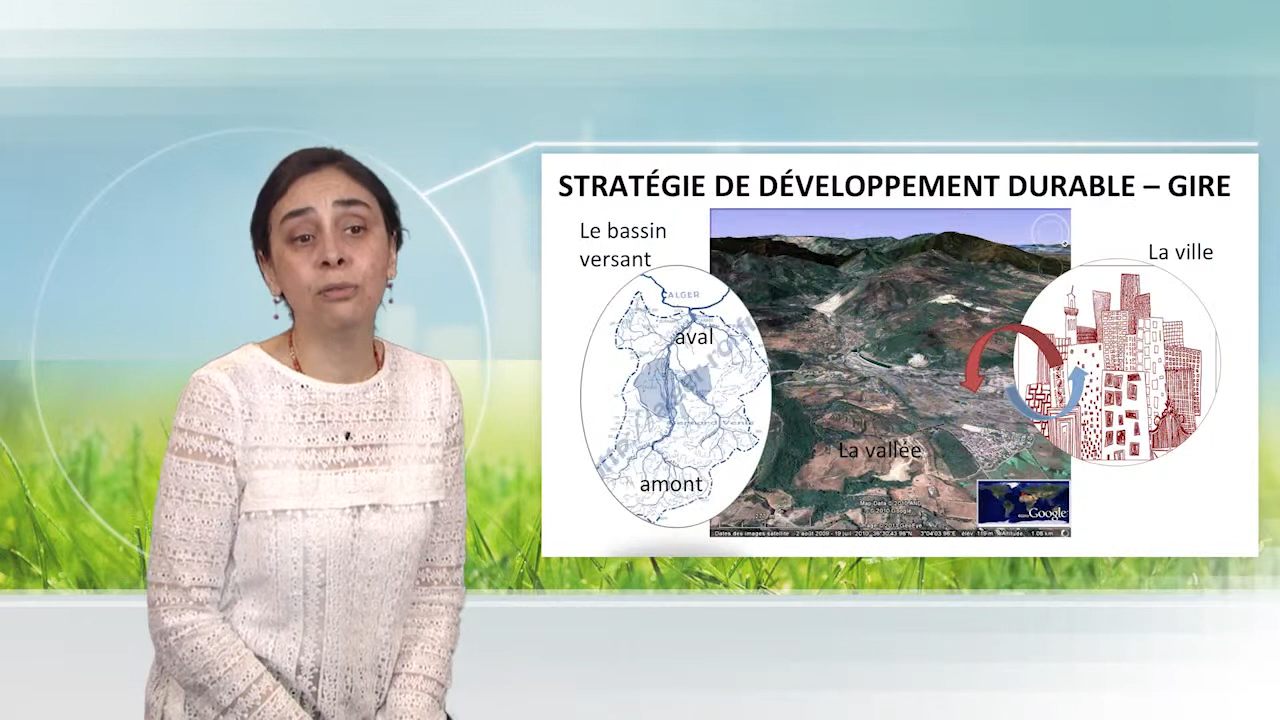 STRATÉGIE DE DÉVELOPPEMENT DURABLE – GIRE
Le bassin
versant
La ville
ALGER
aval
La vallée
amont
Google